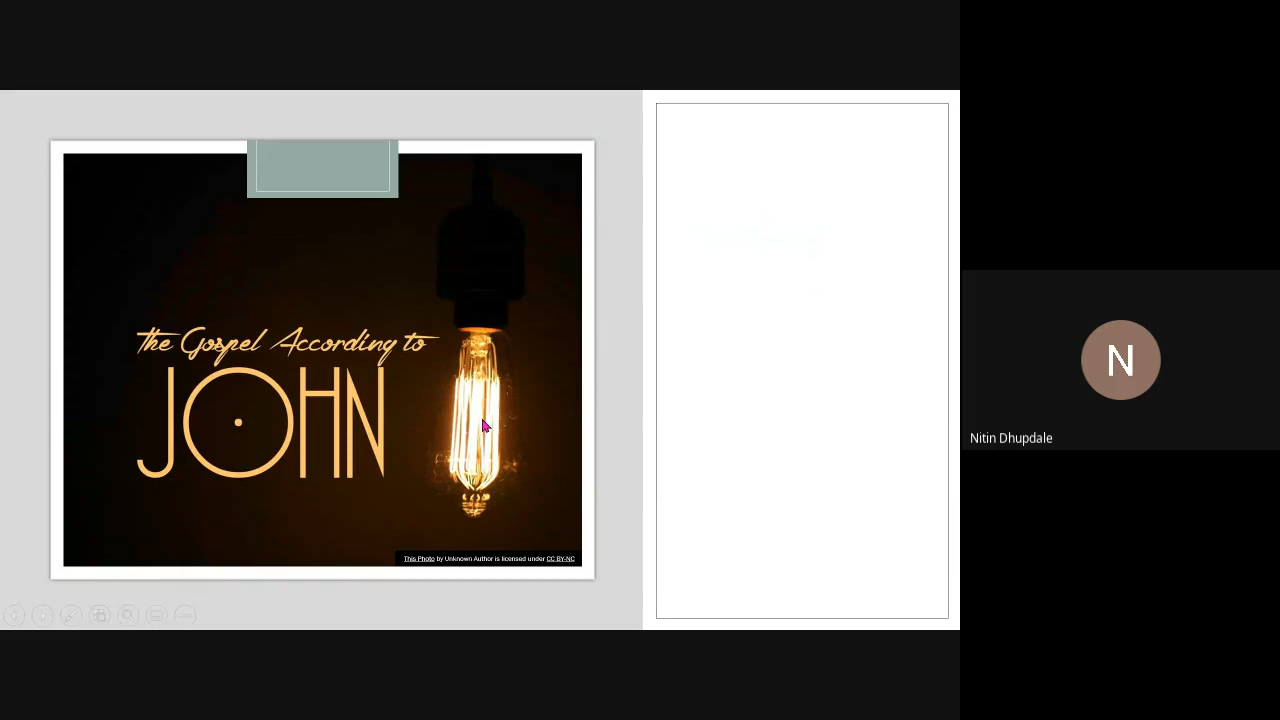 the Gospel According to
JOHN
This Photo by Unknown Author is licensed under CC BY-NC
N
Nitin Dhupdale